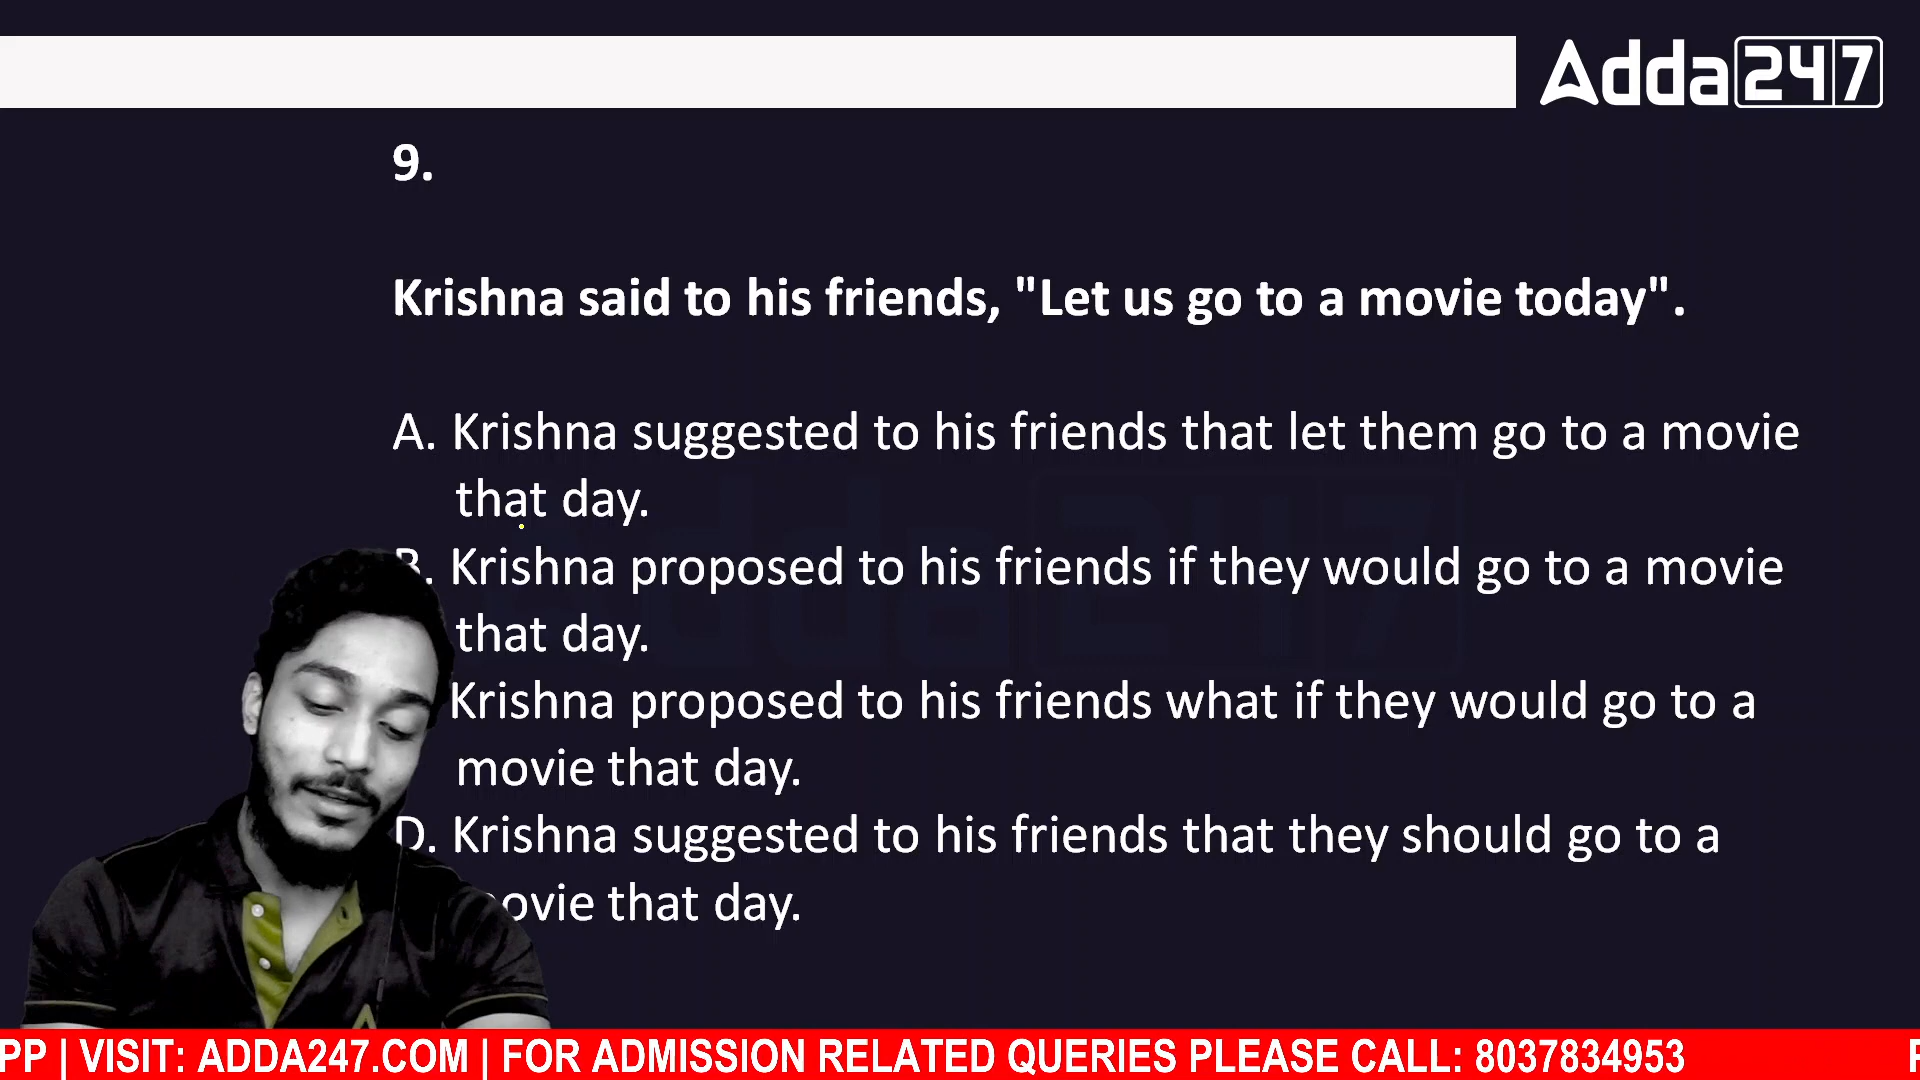 Adda247
9.
Krishna said to his friends, "Let us go to a movie today".
A. Krishna suggested to his friends that let them go to a movie
that day.
B. Krishna proposed to his friends if they would go to a movie
that day.
Krishna proposed to his friends what if they would go to a
movie that day.
D. Krishna suggested to his friends that they should go to a
movie that day.
PP | VISIT: ADDA247.COM | FOR ADMISSION RELATED QUERIES PLEASE CALL: 8037834953